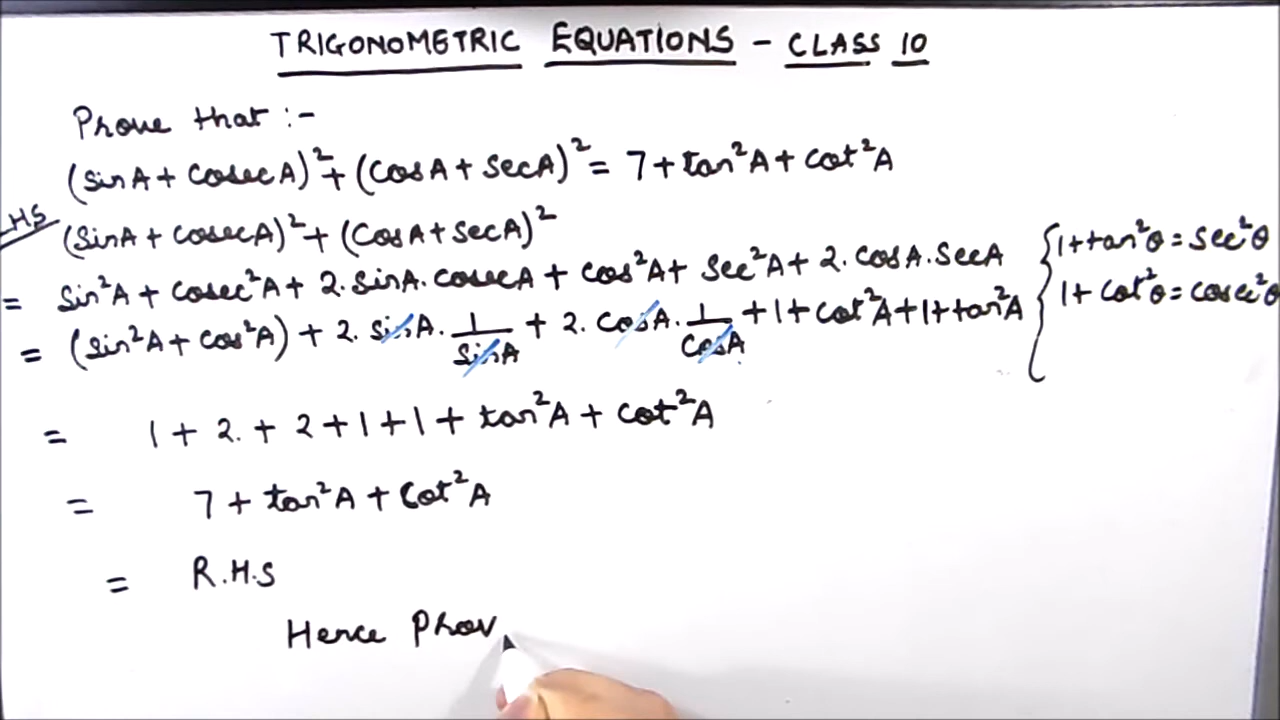 TRIGONOMETRIC EQUATIONS - CLASS 10
Prove that :-
(sinA + cosecA)² + (cosA + secA)² = 7 + tan²A + cot²A
LHS
(sinA + cosecA)² + (cosA + secA)²
= sin²A + cosec²A + 2.sinA.cosecA + cos²A + sec²A + 2.cosA.secA
{1+tan²θ = sec²θ
1 + cot²θ = cosec²θ
= (sin²A + cos²A) + 2. sinA . 1/sinA + 2. cosA . 1/cosA + 1 + cot²A + 1 + tan²A
= 1 + 2. + 2 + 1 + 1 + tan²A + cot²A
= 7 + tan²A + cot²A
= R.H.S
Hence Prov